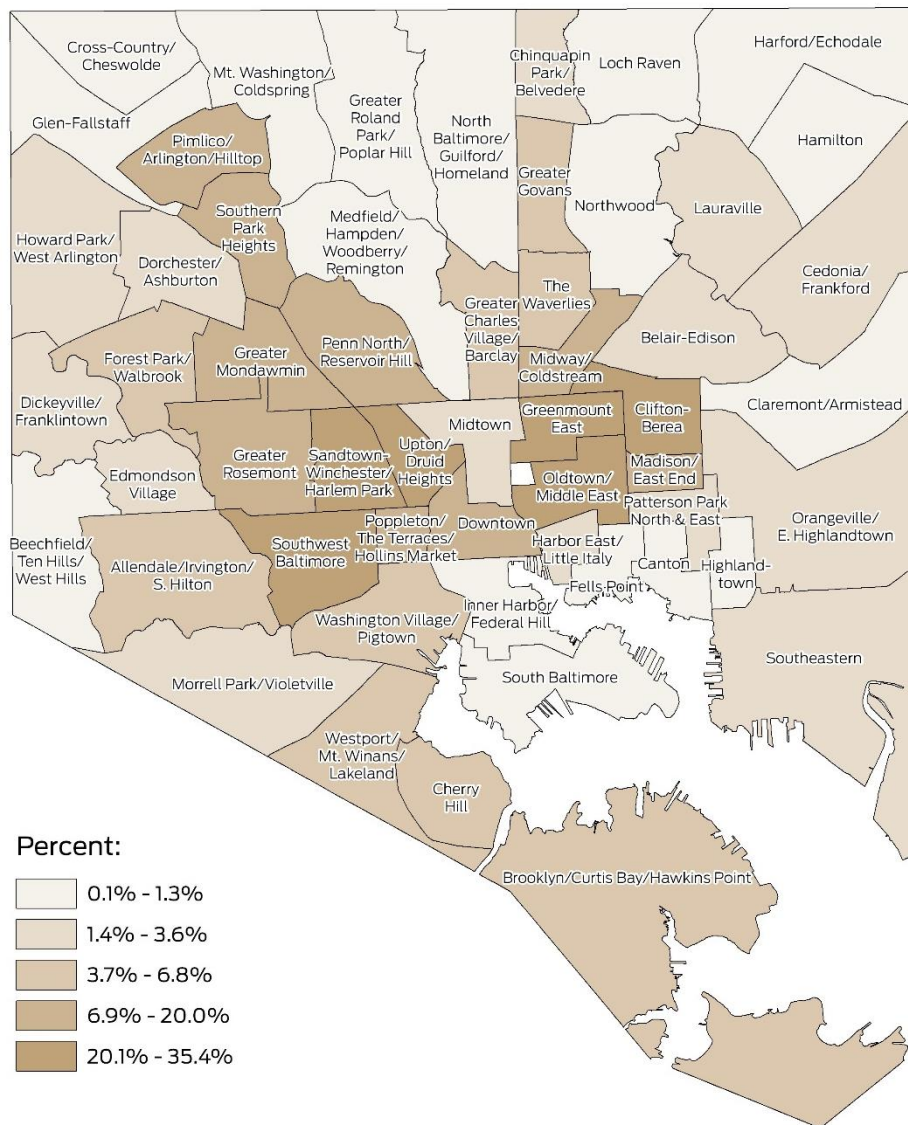 Cross-Country/
Cheswolde
Mt. Washington/
Coldspring
Greater
Roland
Park/
Poplar Hill
North
Baltimore/
Guilford/
Homeland
Chinquapin
Park/
Belvedere
Loch Raven
Harford/Echodale
Glen-Fallstaff
Pimlico/
Arlington/Hilltop
Hamilton
Greater
Govans
Northwood
Lauraville
Southern
Park
Heights
Medfield/
Hampden/
Woodberry/
Remington
Howard Park/
West Arlington
Dorchester/
Ashburton
Cedonia/
Frankford
The
Waverlies
Greater
Charles
Village/
Barclay
Belair-Edison
Forest Park/
Walbrook
Greater
Mondawmin
Penn North/
Reservoir Hill
Midway/
Coldstream
Dickeyville/
Franklintown
Midtown
Greenmount
East
Clifton-
Berea
Claremont/Armistead
Edmondson
Village
Greater
Rosemont
Sandtown-
Winchester/
Harlem Park
Upton/
Druid
Heights
Oldtown/
Middle East
Madison/
East End
Patterson Park
North & East
Orangeville/
E. Highlandtown
Beechfield/
Ten Hills/
West Hills
Allendale/Irvington/
S. Hilton
Southwest
Baltimore
Poppleton/
The Terraces/
Hollins Market
Downtown
Harbor East/
Little Italy
Fells Point
Canton
Highland-
town
Washington Village/
Pigtown
Inner Harbor/
Federal Hill
Morrell Park/Violetville
South Baltimore
Southeastern
Westport/
Mt. Winans/
Lakeland
Cherry
Hill
Brooklyn/Curtis Bay/Hawkins Point
Percent:
0.1% - 1.3%
1.4% - 3.6%
3.7% - 6.8%
6.9% - 20.0%
20.1% - 35.4%